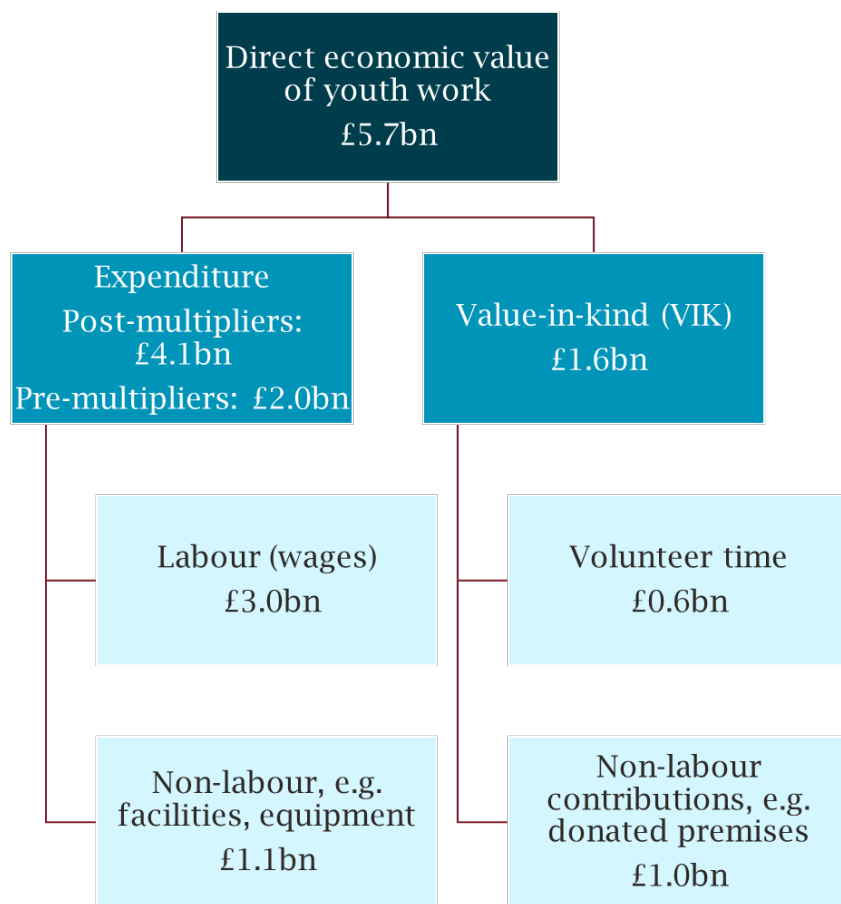 Direct economic value
of youth work
£5.7bn
Expenditure
Post-multipliers:
£4.1bn
Pre-multipliers: £2.0bn
Value-in-kind (VIK)
£1.6bn
Labour (wages)
£3.0bn
Volunteer time
£0.6bn
Non-labour, e.g.
facilities, equipment
£1.1bn
Non-labour
contributions, e.g.
donated premises
£1.0bn